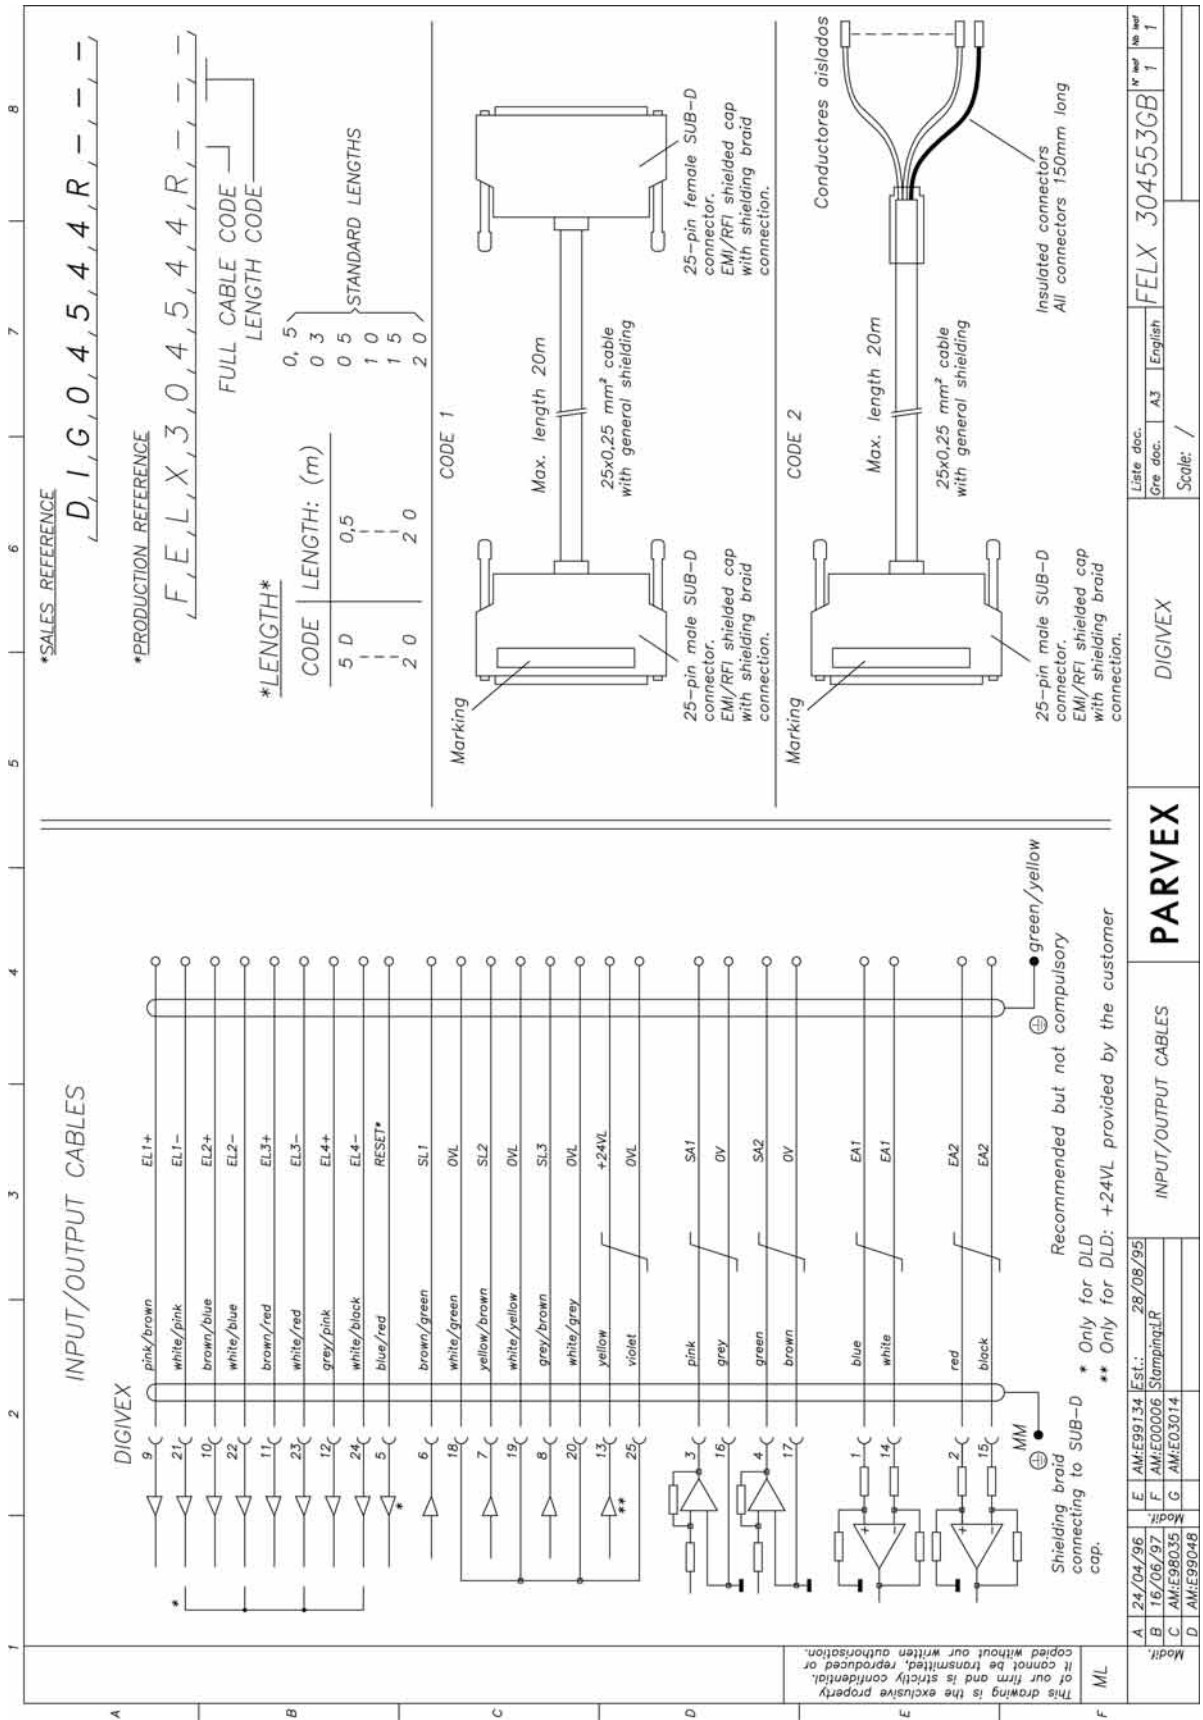 INPUT/OUTPUT CABLES
DIGIVEX
9 pink/brown EL1+
21 white/pink EL1-
10 brown/blue EL2+
22 white/blue EL2-
11 brown/red EL3+
23 white/red EL3-
12 grey/pink EL4+
24 white/black EL4-
5 blue/red RESET*
6 brown/green SL1
18 white/green 0VL
7 yellow/brown SL2
19 white/yellow 0VL
8 grey/brown SL3
20 white/grey 0VL
13 yellow +24VL
25 violet 0VL
3 pink SA1
16 grey 0V
4 green SA2
17 brown 0V
1 blue EA1
14 white EA1
2 red EA2
15 black EA2
*
*
**
+
-
+
-
MM
green/yellow
Shielding braid
connecting to SUB-D
cap.
Recommended but not compulsory
* Only for DLD
** Only for DLD: +24VL provided by the customer
*SALES REFERENCE
D I G 0 4 5 4 4 R - - -
*PRODUCTION REFERENCE
F E L X 3 0 4 5 4 4 R - - -
FULL CABLE CODE
LENGTH CODE
*LENGTH*
CODE LENGTH: (m)
5 D 0,5
2 0 2 0
0,5
0 3
0 5
1 0
1 5
2 0
STANDARD LENGTHS
CODE 1
Marking
Max. length 20m
25x0,25 mm² cable
with general shielding
25-pin male SUB-D
connector.
EMI/RFI shielded cap
with shielding braid
connection.
25-pin female SUB-D
connector.
EMI/RFI shielded cap
with shielding braid
connection.
CODE 2
Marking
Max. length 20m
25x0,25 mm² cable
with general shielding
Conductores aislados
25-pin male SUB-D
connector.
EMI/RFI shielded cap
with shielding braid
connection.
Insulated connectors
All connectors 150mm long
This drawing is the exclusive property
of our firm and is strictly confidential.
It cannot be transmitted, reproduced or
copied without our written authorisation.
ML
Modif.
A 24/04/96
B 16/06/97
C AM:E98035
D AM:E99048
Modif.
E AM:E99134
F AM:E00006
G AM:E03014
Est.: 28/08/95
Stamping:LR
INPUT/OUTPUT CABLES
PARVEX
DIGIVEX
Liste doc.
Gre doc. A3 English
FELX 304553GB
N° leaf 1
Nb leaf 1
Scale: /
1 2 3 4 5 6 7 8
A B C D E F